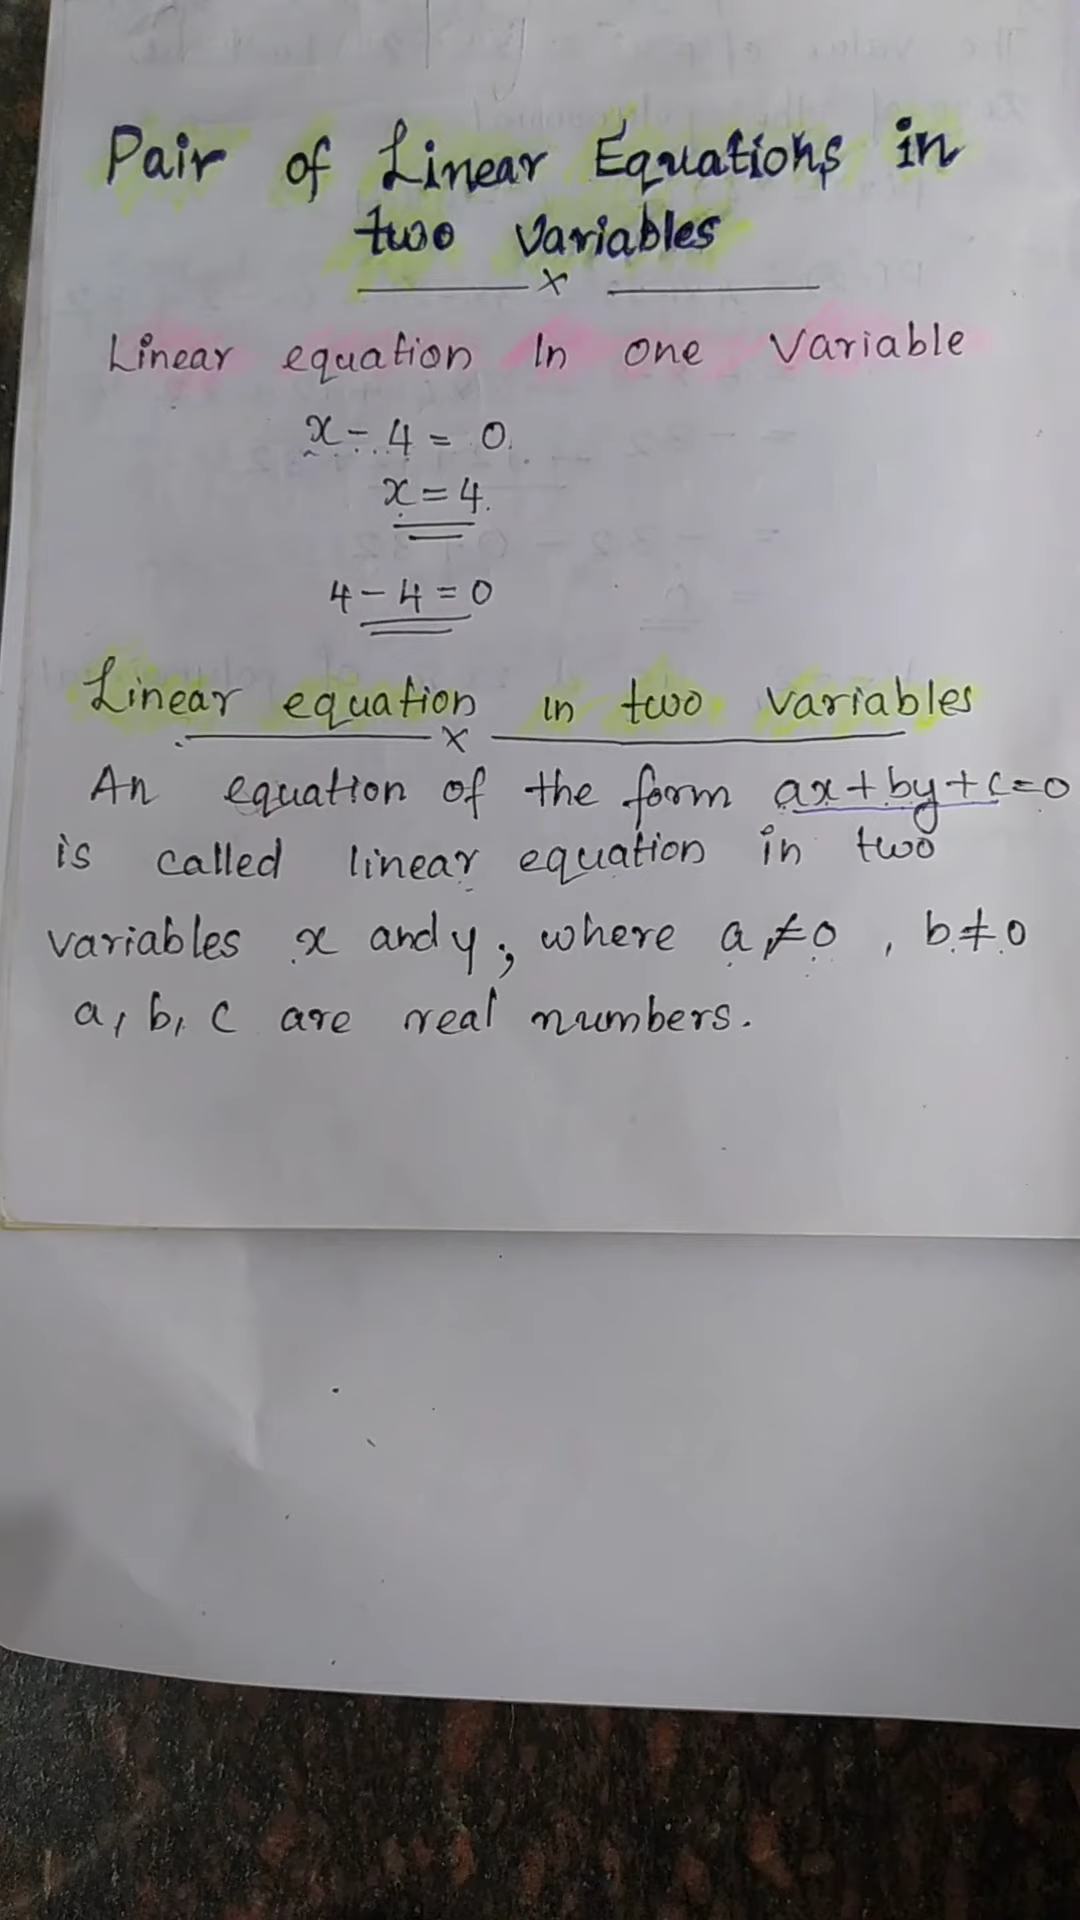 Pair of Linear Equations in
two Variables
x
Linear equation In one Variable
x - 4 = 0.
x = 4.
4 - 4 = 0
Linear equation in two variables
x
An equation of the form ax + by + c = 0
is called linear equation in two
variables x and y, where a ≠ 0, b ≠ 0
a, b, c are real numbers.